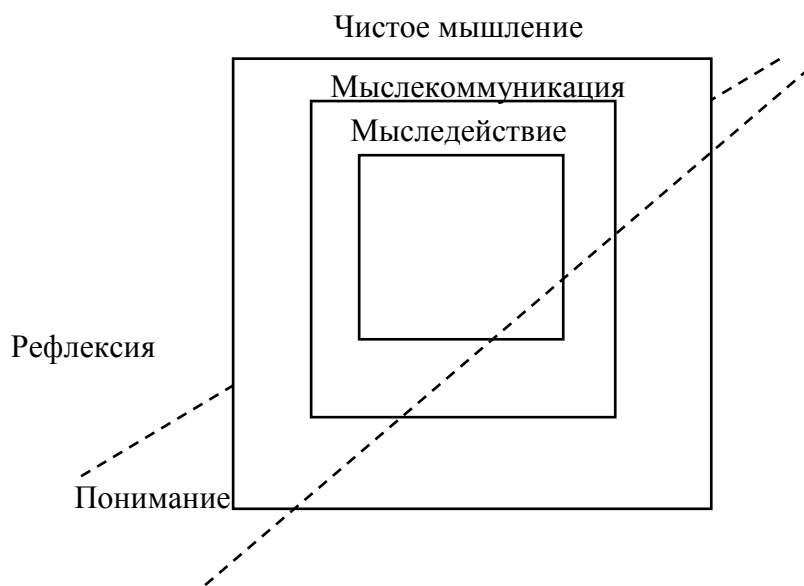 Чистое мышление
Мыслекоммуникация
Мыследействие
Рефлексия
Понимание